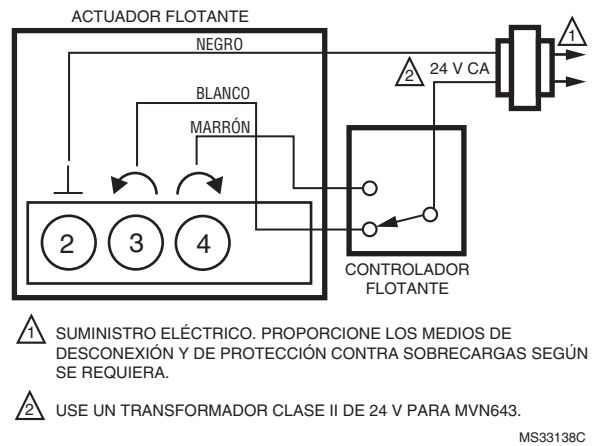 ACTUADOR FLOTANTE
NEGRO
1
2
24 V CA
BLANCO
MARRÓN
2
3
4
CONTROLADOR
FLOTANTE
1
SUMINISTRO ELÉCTRICO. PROPORCIONE LOS MEDIOS DE
DESCONEXIÓN Y DE PROTECCIÓN CONTRA SOBRECARGAS SEGÚN
SE REQUIERA.
2
USE UN TRANSFORMADOR CLASE II DE 24 V PARA MVN643.
MS33138C